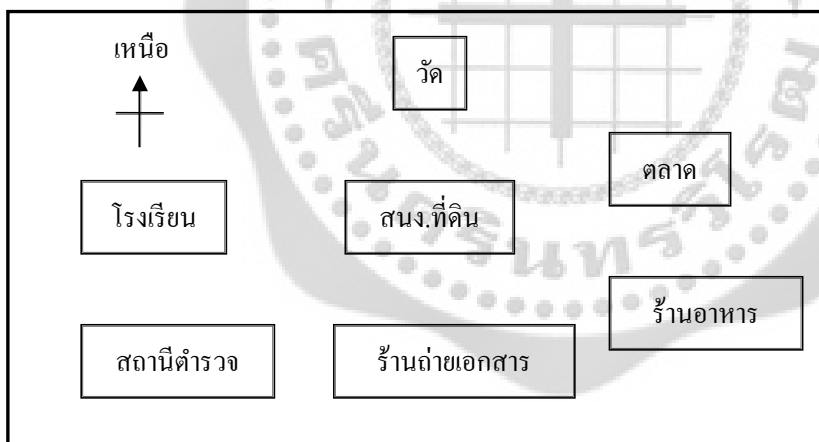 เหนือ
วัด
ตลาด
โรงเรียน
สนง.ที่ดิน
ร้านอาหาร
สถานีตำรวจ
ร้านถ่ายเอกสาร